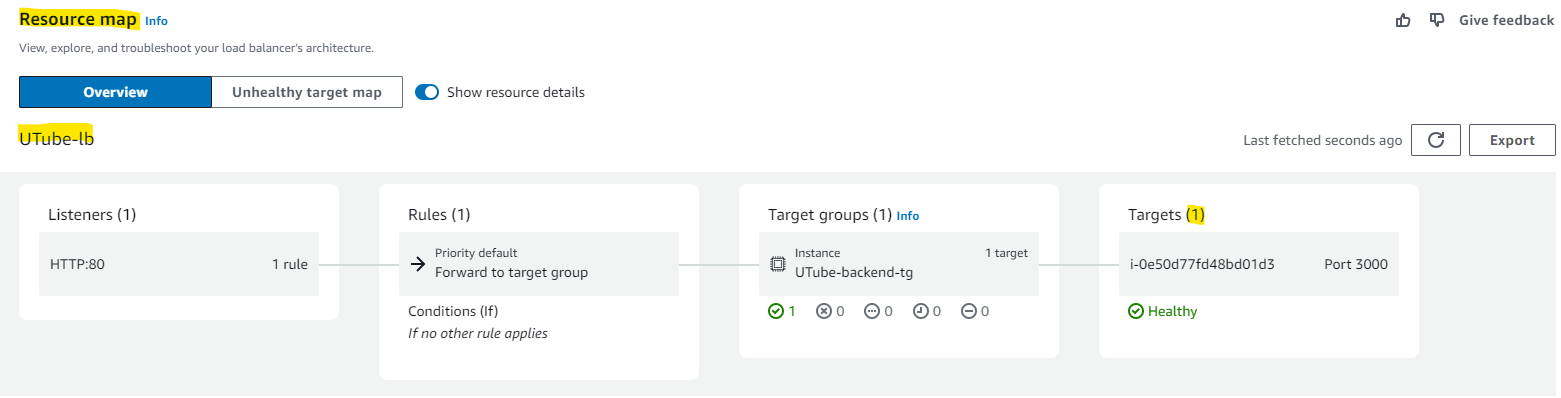 Resource map Info
Give feedback
View, explore, and troubleshoot your load balancer's architecture.
Overview
Unhealthy target map
Show resource details
UTube-lb
Last fetched seconds ago
Export
Listeners (1)
HTTP:80
1 rule
Rules (1)
Priority default
Forward to target group
Conditions (If)
If no other rule applies
Target groups (1) Info
Instance
1 target
UTube-backend-tg
1 0 0 0 0
Targets (1)
i-0e50d77fd48bd01d3
Port 3000
Healthy